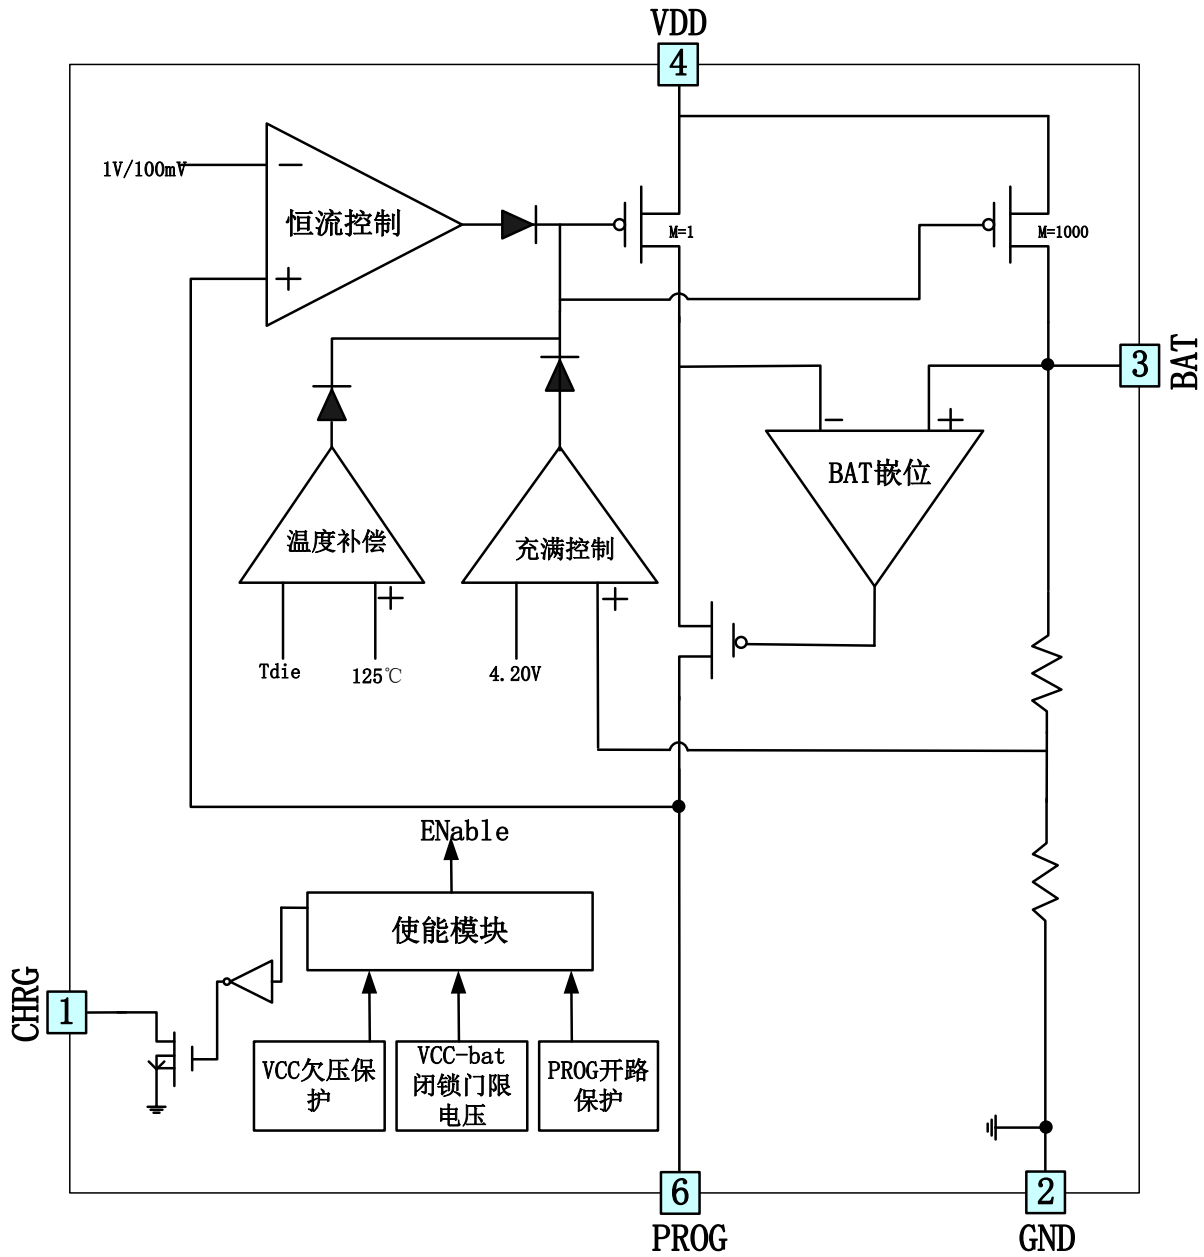 VDD
4
1V/100mV
−
恒流控制
+
M=1
M=1000
3
BAT
−
+
BAT嵌位
温度补偿
充满控制
+
+
Tdie
125℃
4.20V
ENable
使能模块
CHRG
1
VCC欠压保
护
VCC-bat
闭锁门限
电压
PROG开路
保护
6
2
PROG
GND